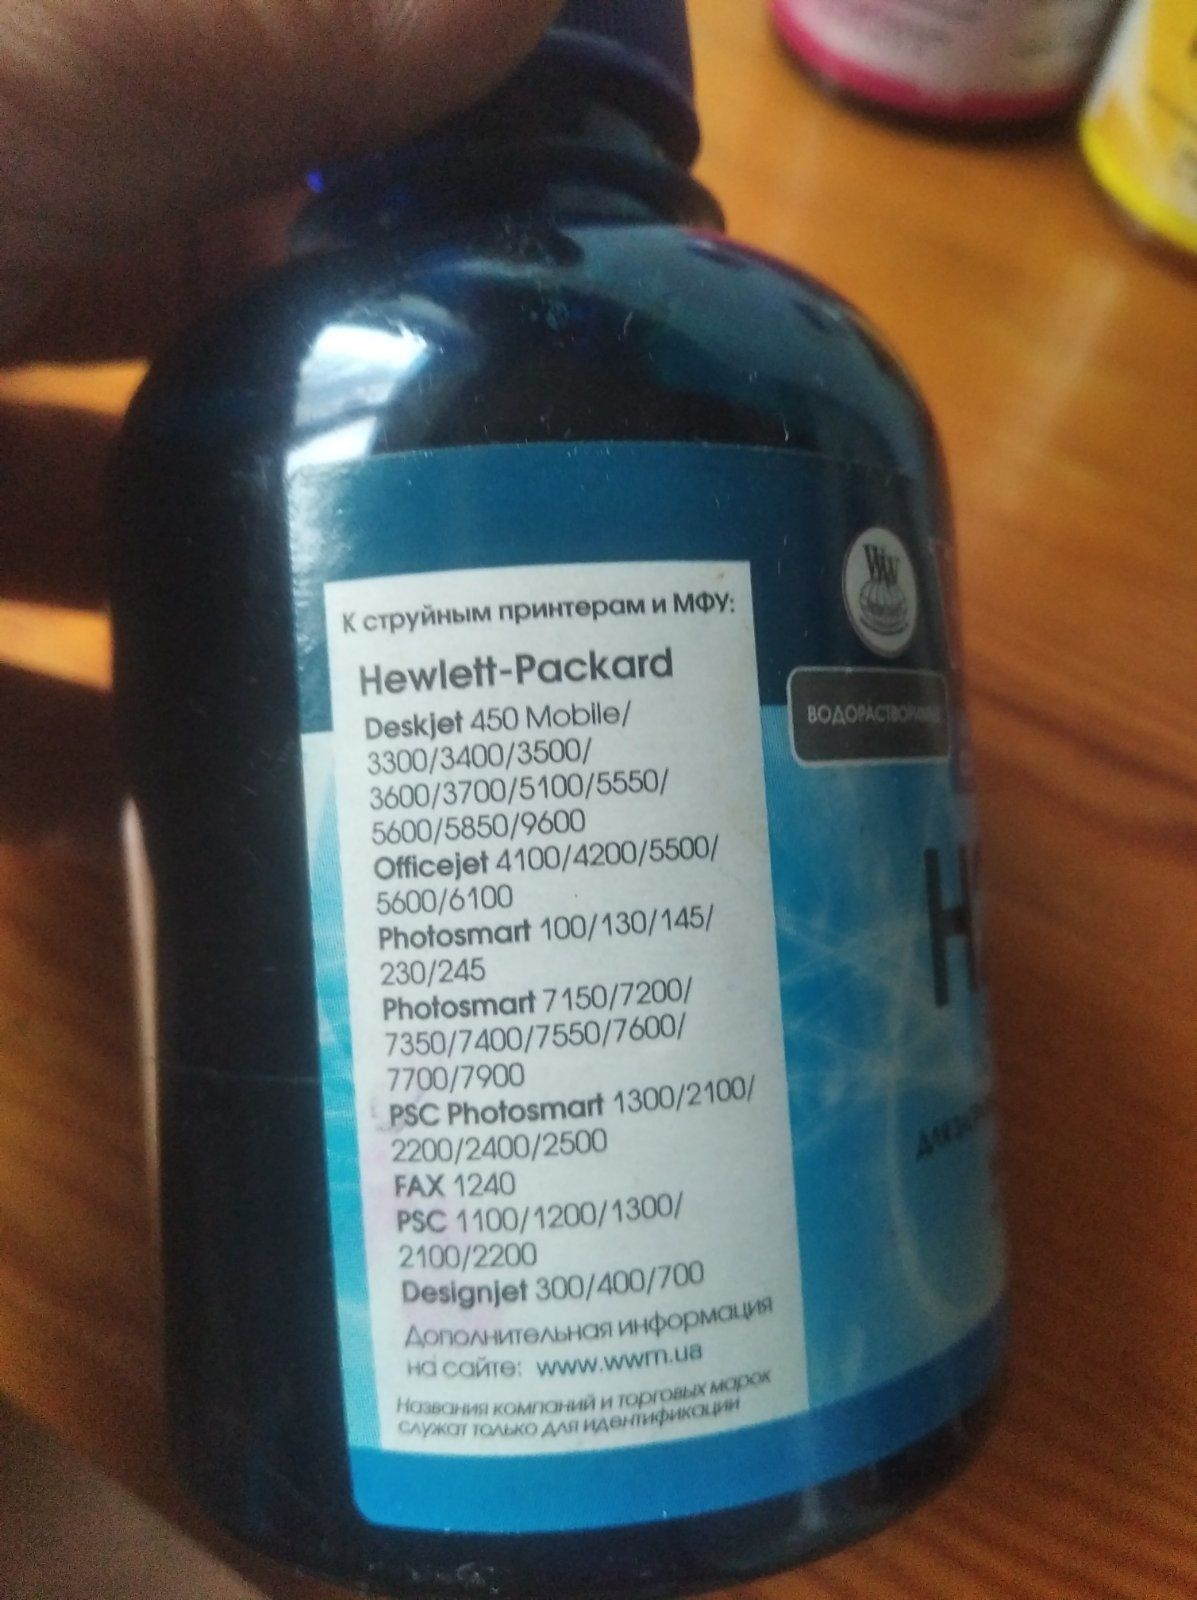 К струйным принтерам и МФУ:
Hewlett-Packard
Deskjet 450 Mobile/
3300/3400/3500/
3600/3700/5100/5550/
5600/5850/9600
Officejet 4100/4200/5500/
5600/6100
Photosmart 100/130/145/
230/245
Photosmart 7150/7200/
7350/7400/7550/7600/
7700/7900
PSC Photosmart 1300/2100/
2200/2400/2500
FAX 1240
PSC 1100/1200/1300/
2100/2200
Designjet 300/400/700
Дополнительная информация
на сайте: www.wwm.ua
Названия компаний и торговых марок
служат только для идентификации